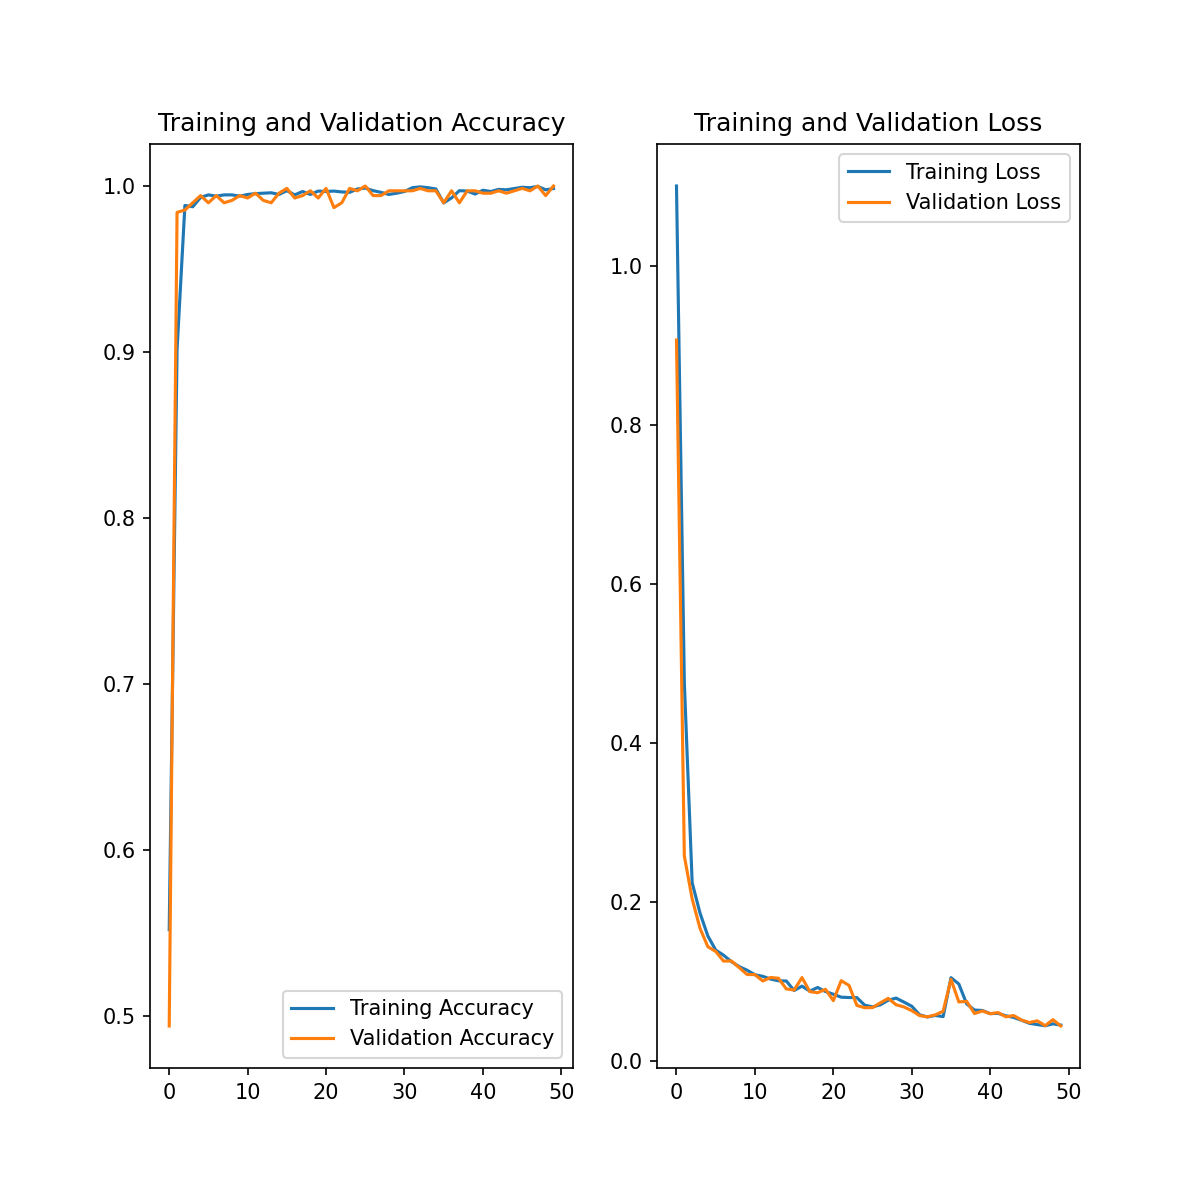 Training and Validation Accuracy
1.0
0.9
0.8
0.7
0.6
0.5
Training Accuracy
Validation Accuracy
0 10 20 30 40 50
Training and Validation Loss
Training Loss
Validation Loss
1.0
0.8
0.6
0.4
0.2
0.0
0 10 20 30 40 50